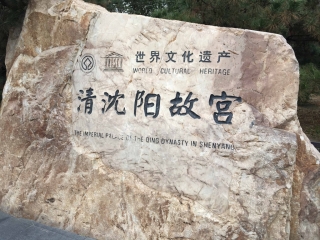 世界文化遗产
WORLD CULTURAL HERITAGE
清沈阳故宫
THE IMPERIAL PALACE OF THE QING DYNASTY IN SHENYANG